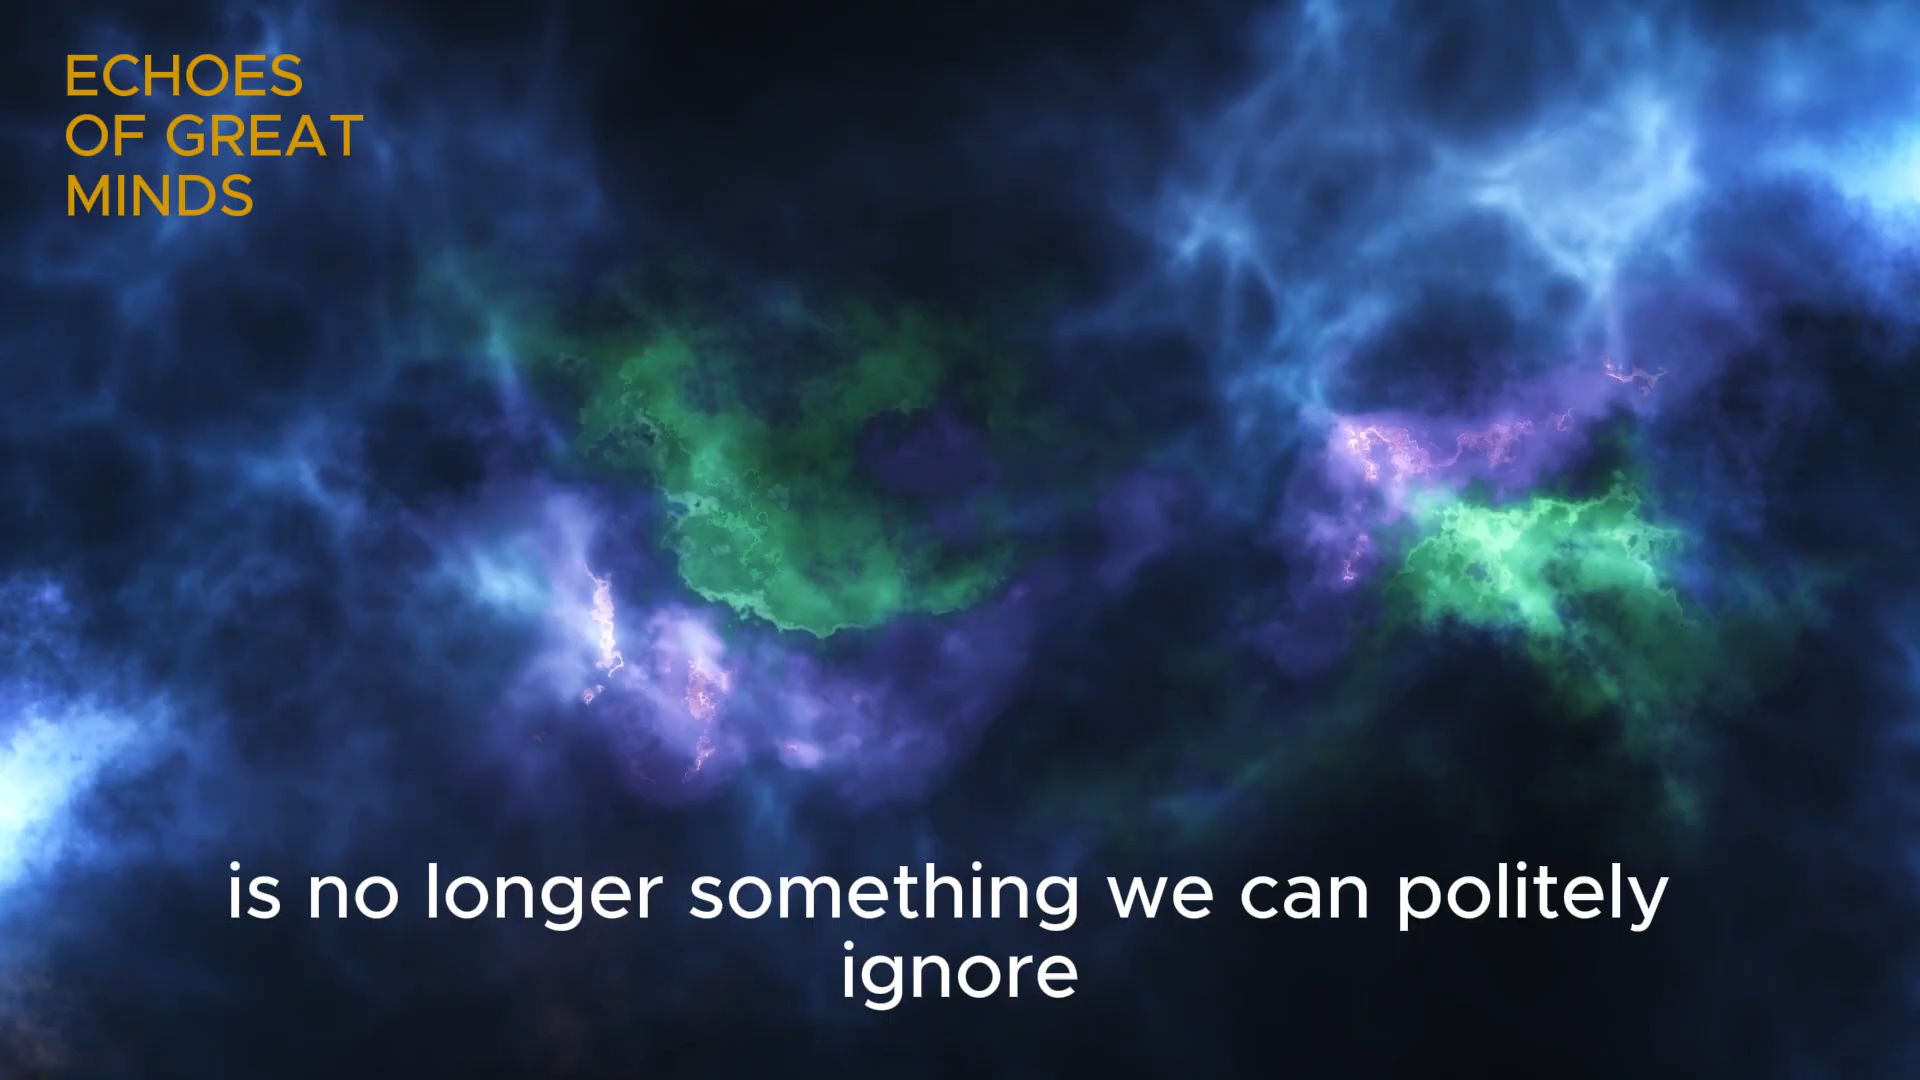 ECHOES
OF GREAT
MINDS
is no longer something we can politely
ignore